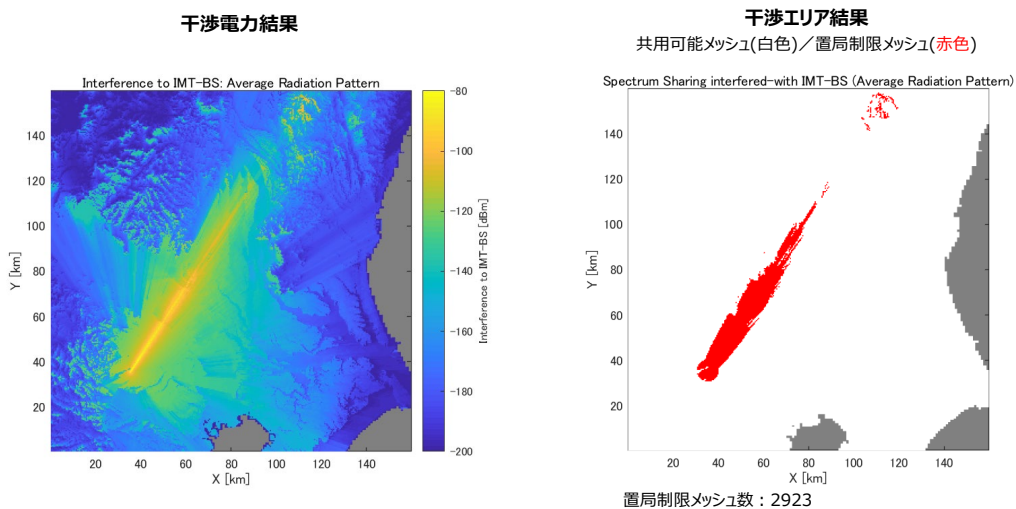 干渉電力結果
Interference to IMT-BS: Average Radiation Pattern
140
120
100
80
60
40
20
Y [km]
20 40 60 80 100 120 140
X [km]
-80
-100
-120
-140
-160
-180
-200
Interference to IMT-BS [dBm]
干渉エリア結果
共用可能メッシュ(白色)／置局制限メッシュ(赤色)
Spectrum Sharing interfered-with IMT-BS (Average Radiation Pattern)
140
120
100
80
60
40
20
Y [km]
20 40 60 80 100 120 140
X [km]
置局制限メッシュ数：2923